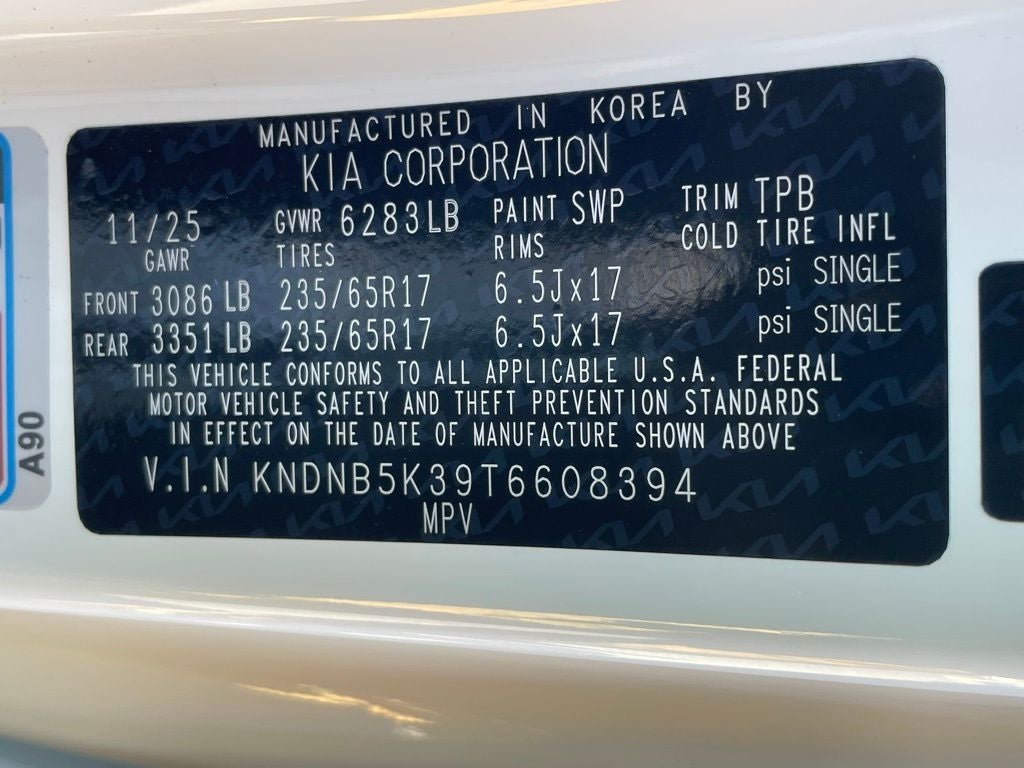 MANUFACTURED IN KOREA BY
KIA CORPORATION
11/25 GVWR 6283LB PAINT SWP TRIM TPB
GAWR TIRES RIMS COLD TIRE INFL
FRONT 3086 LB 235/65R17 6.5Jx17 psi SINGLE
REAR 3351 LB 235/65R17 6.5Jx17 psi SINGLE
THIS VEHICLE CONFORMS TO ALL APPLICABLE U.S.A. FEDERAL
MOTOR VEHICLE SAFETY AND THEFT PREVENTION STANDARDS
IN EFFECT ON THE DATE OF MANUFACTURE SHOWN ABOVE
V.I.N KNDNB5K39T6608394
MPV
A90